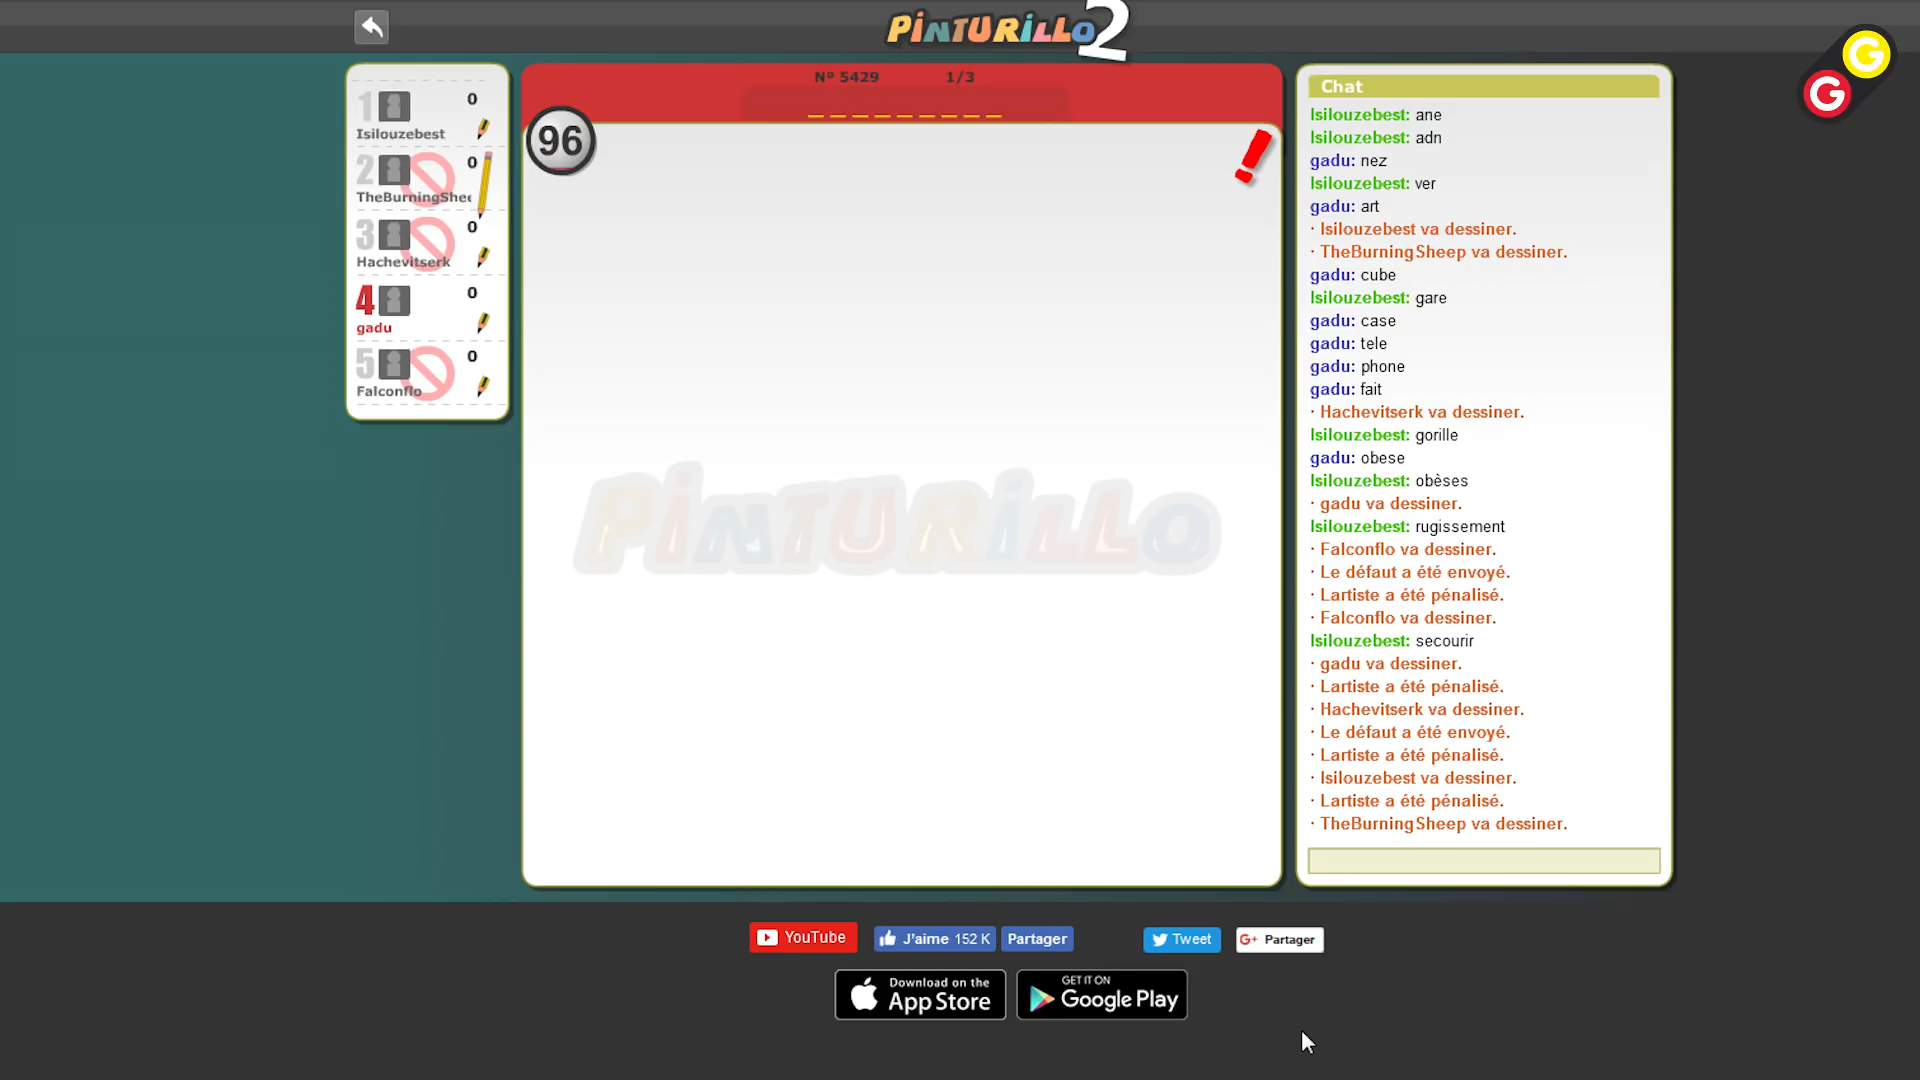 PINTURILLO 2
Nº 5429 1/3
96
1 0
Isilouzebest
2 0
TheBurningShee
3 0
Hachevitserk
4 0
gadu
5 0
Falconflo
PINTURILLO
Chat
Isilouzebest: ane
Isilouzebest: adn
gadu: nez
Isilouzebest: ver
gadu: art
· Isilouzebest va dessiner.
· TheBurningSheep va dessiner.
gadu: cube
Isilouzebest: gare
gadu: case
gadu: tele
gadu: phone
gadu: fait
· Hachevitserk va dessiner.
Isilouzebest: gorille
gadu: obese
Isilouzebest: obèses
· gadu va dessiner.
Isilouzebest: rugissement
· Falconflo va dessiner.
· Le défaut a été envoyé.
· Lartiste a été pénalisé.
· Falconflo va dessiner.
Isilouzebest: secourir
· gadu va dessiner.
· Lartiste a été pénalisé.
· Hachevitserk va dessiner.
· Le défaut a été envoyé.
· Lartiste a été pénalisé.
· Isilouzebest va dessiner.
· Lartiste a été pénalisé.
· TheBurningSheep va dessiner.
G
G
YouTube J'aime 152 K Partager Tweet G+ Partager
Download on the
App Store
GET IT ON
Google Play